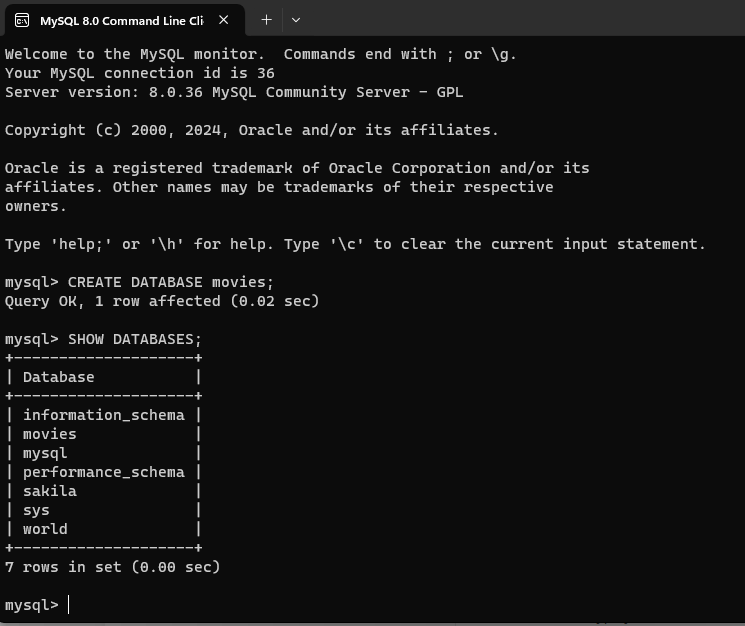 MySQL 8.0 Command Line Cli
Welcome to the MySQL monitor.  Commands end with ; or \g.
Your MySQL connection id is 36
Server version: 8.0.36 MySQL Community Server - GPL
Copyright (c) 2000, 2024, Oracle and/or its affiliates.
Oracle is a registered trademark of Oracle Corporation and/or its
affiliates. Other names may be trademarks of their respective
owners.
Type 'help;' or '\h' for help. Type '\c' to clear the current input statement.
mysql> CREATE DATABASE movies;
Query OK, 1 row affected (0.02 sec)
mysql> SHOW DATABASES;
+--------------------+
| Database           |
+--------------------+
| information_schema |
| movies             |
| mysql              |
| performance_schema |
| sakila             |
| sys                |
| world              |
+--------------------+
7 rows in set (0.00 sec)
mysql>